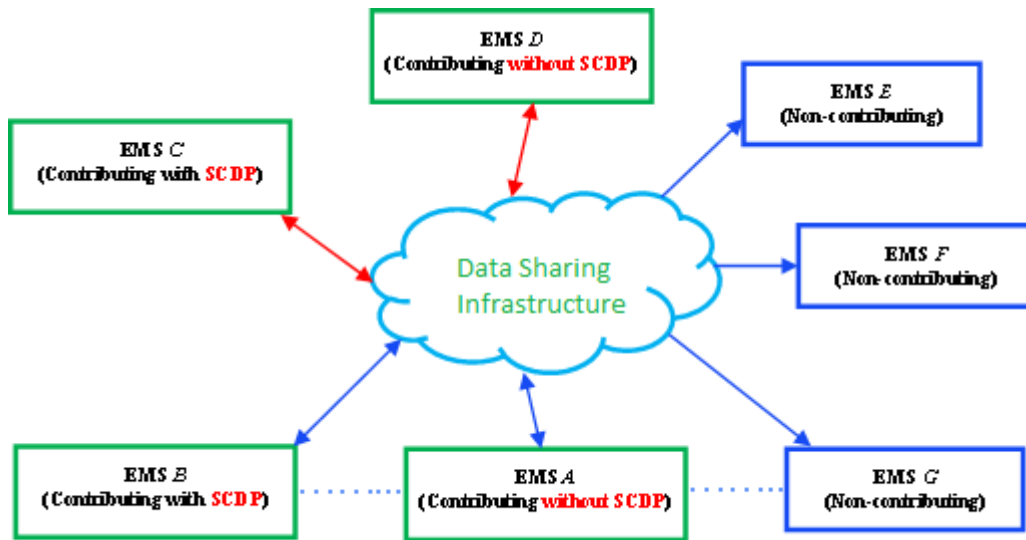 EMS D
(Contributing without SCDP)
EMS E
(Non-contributing)
EMS C
(Contributing with SCDP)
EMS F
(Non-contributing)
Data Sharing
Infrastructure
EMS B
(Contributing with SCDP)
EMS A
(Contributing without SCDP)
EMS G
(Non-contributing)